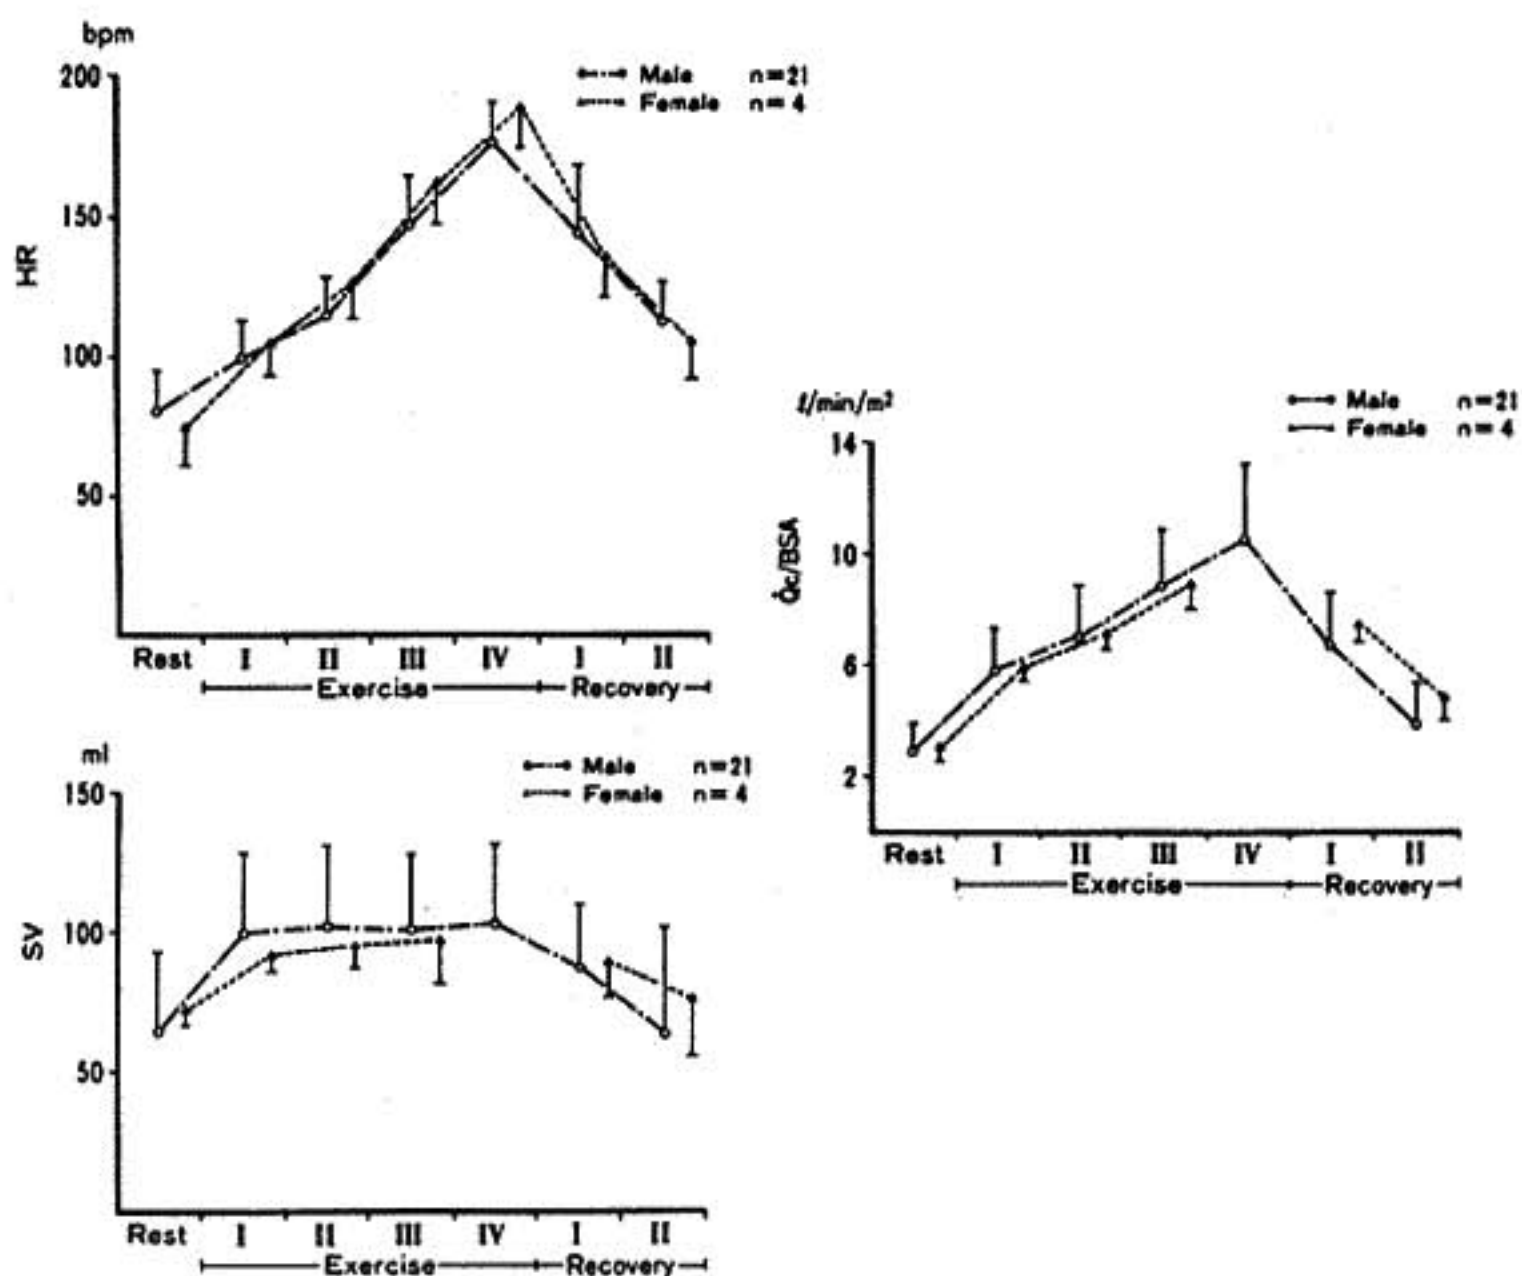 bpm
200
Male n=21
Female n=4
150
HR
100
50
Rest I II III IV I II
Exercise Recovery
ml
150
Male n=21
Female n=4
SV
100
50
Rest I II III IV I II
Exercise Recovery
ℓ/min/m²
14
Male n=21
Female n=4
Q̇c/BSA
10
6
2
Rest I II III IV I II
Exercise Recovery